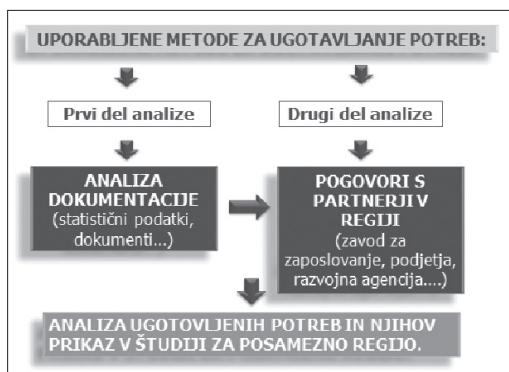 UPORABLJENE METODE ZA UGOTAVLJANJE POTREB:
Prvi del analize
Drugi del analize
ANALIZA
DOKUMENTACIJE
(statistični podatki,
dokumenti...)
POGOVORI S
PARTNERJI V
REGIJI
(zavod za
zaposlovanje, podjetja,
razvojna agencija....)
ANALIZA UGOTOVLJENIH POTREB IN NJIHOV
PRIKAZ V ŠTUDIJI ZA POSAMEZNO REGIJO.